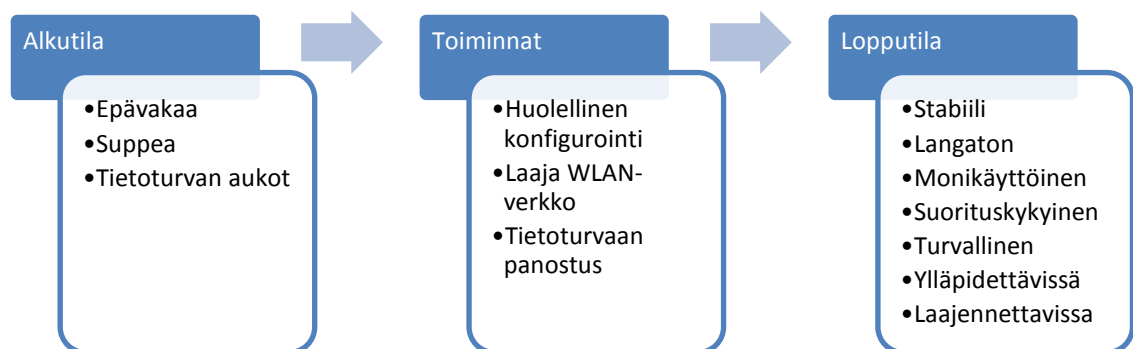 Alkutila
•Epävakaa
•Suppea
•Tietoturvan aukot
Toiminnat
•Huolellinen
konfigurointi
•Laaja WLAN-
verkko
•Tietoturvaan
panostus
Lopputila
•Stabiili
•Langaton
•Monikäyttöinen
•Suorituskykyinen
•Turvallinen
•Ylläpidettävissä
•Laajennettavissa